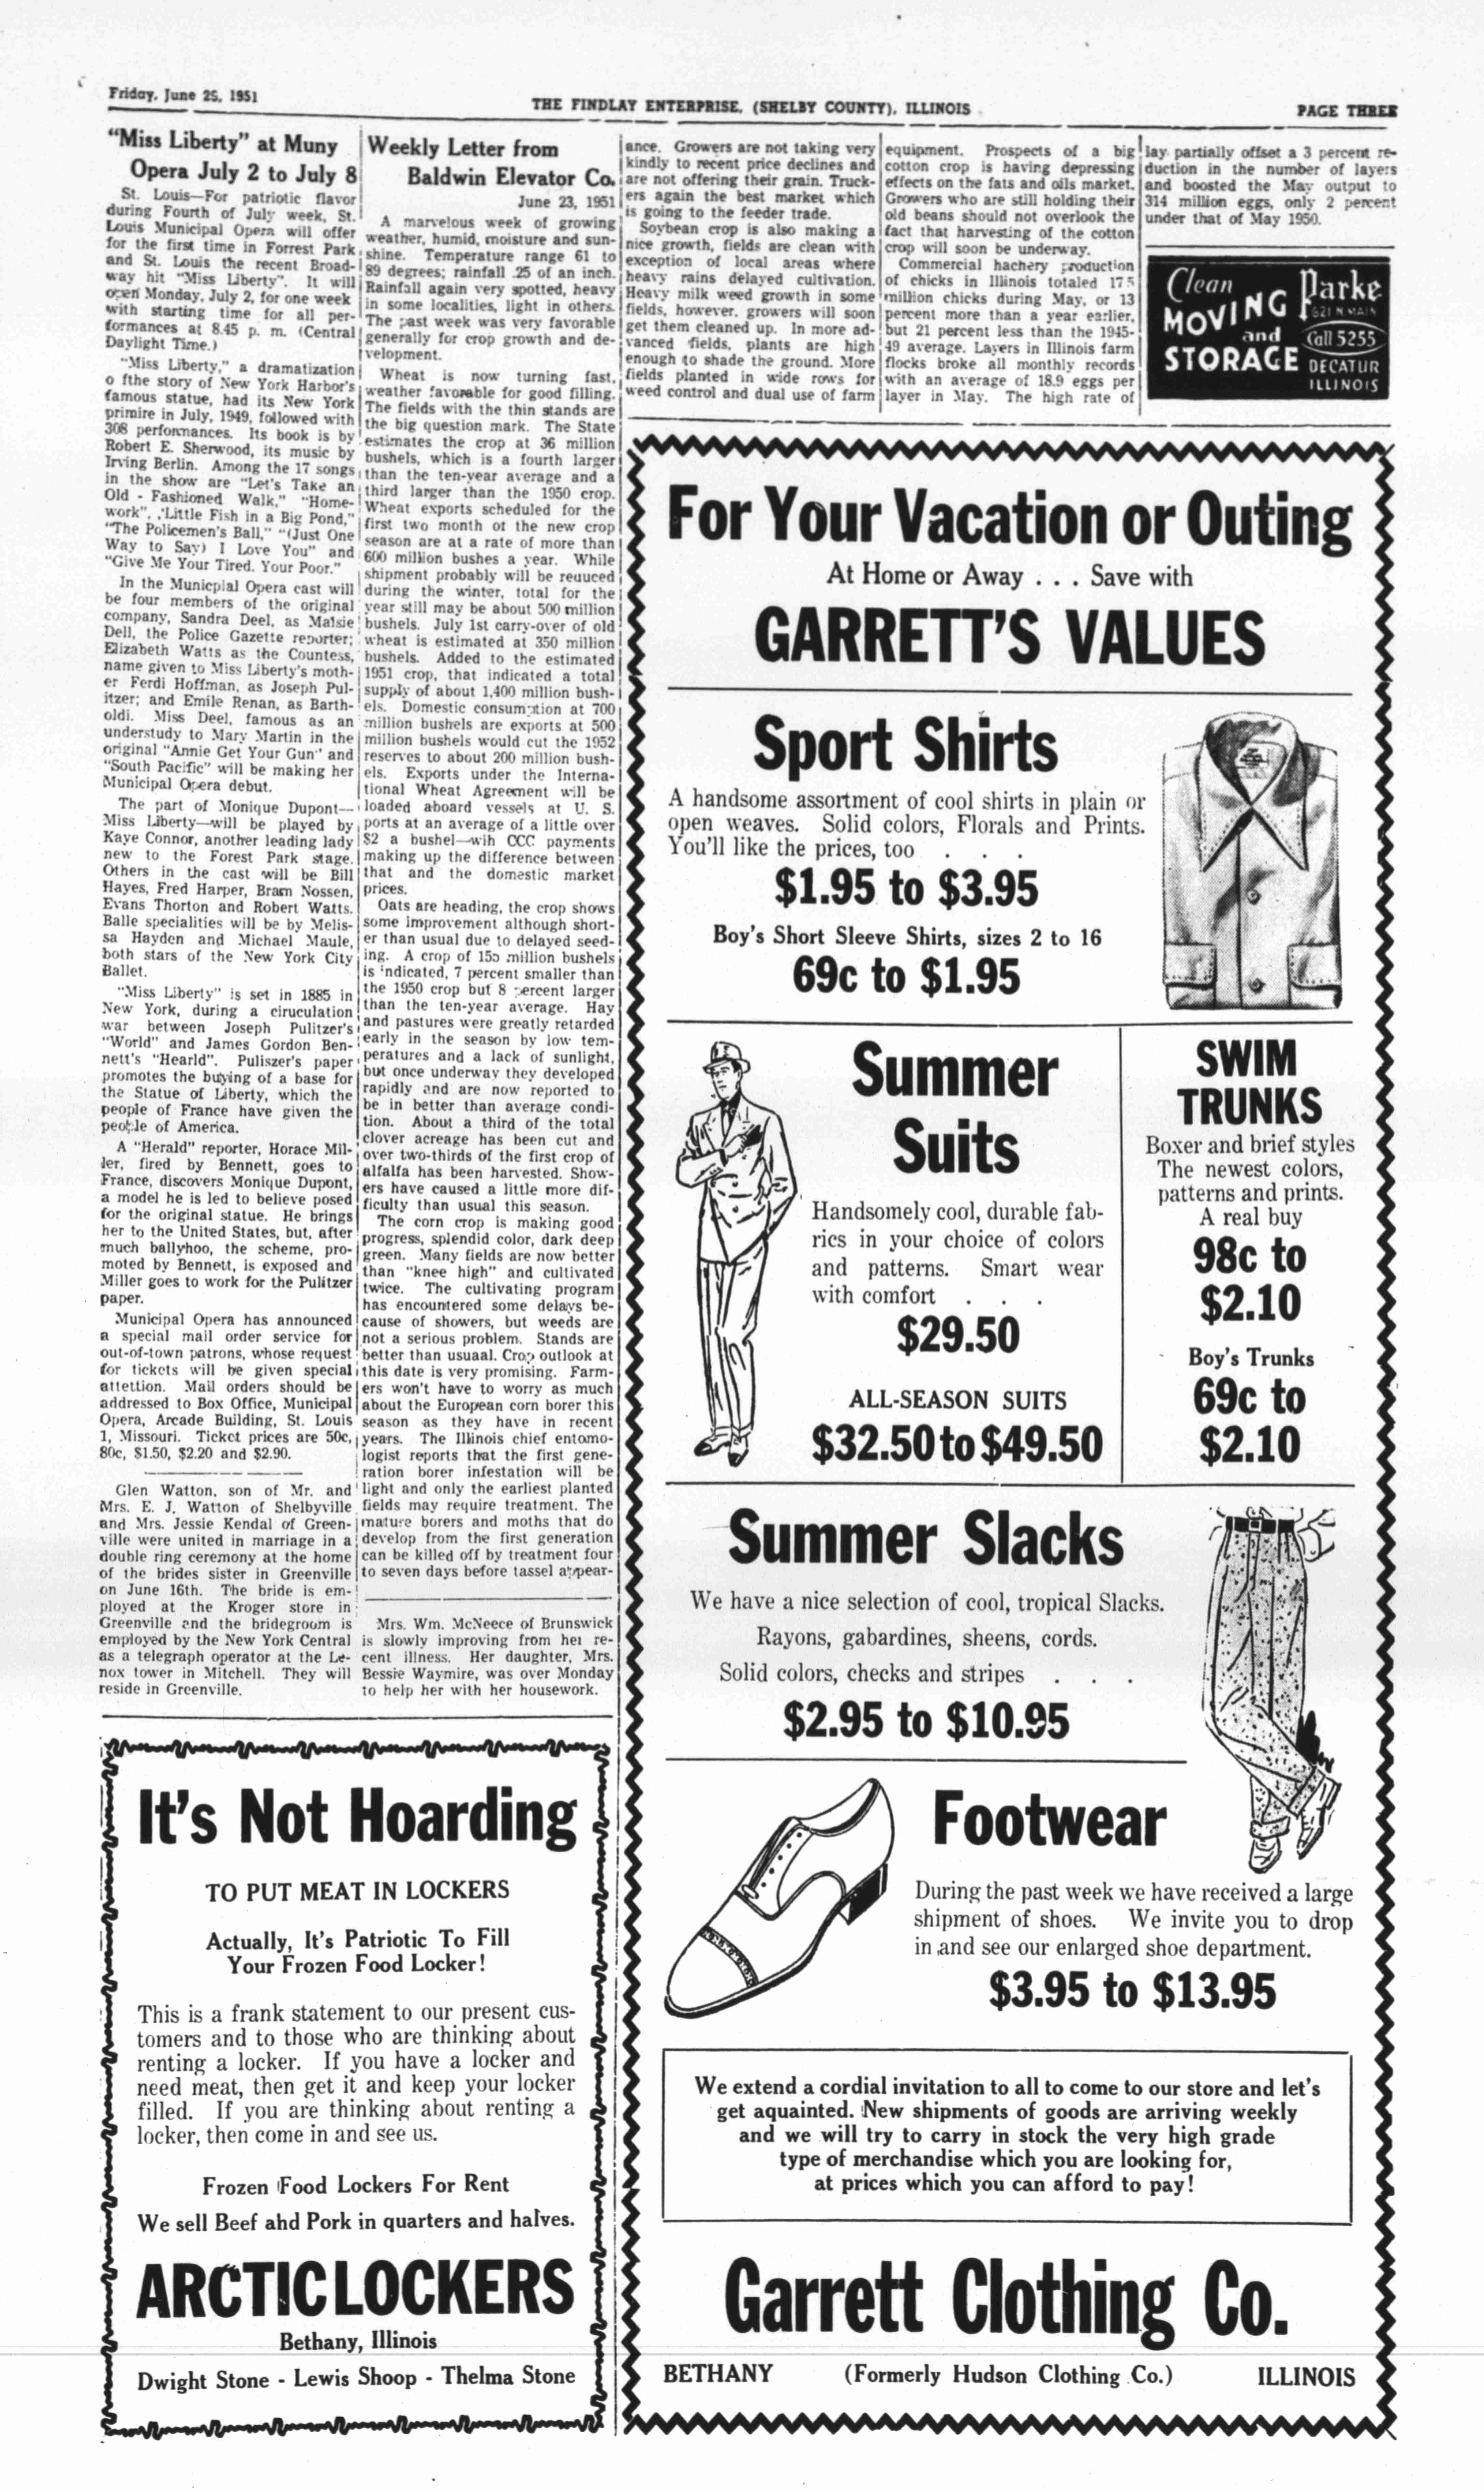 Friday, June 25, 1951
THE FINDLAY ENTERPRISE, (SHELBY COUNTY), ILLINOIS
PAGE THREE
"Miss Liberty" at Muny
Opera July 2 to July 8
St. Louis—For patriotic flavor
during Fourth of July week, St.
Louis Municipal Opera will offer
for the first time in Forrest Park
and St. Louis the recent Broad-
way hit "Miss Liberty". It will
open Monday, July 2, for one week
with starting time for all per-
formances at 8.45 p. m. (Central
Daylight Time.)
"Miss Liberty," a dramatization
o fthe story of New York Harbor's
famous statue, had its New York
primire in July, 1949, followed with
308 performances. Its book is by
Robert E. Sherwood, its music by
Irving Berlin. Among the 17 songs
in the show are "Let's Take an
Old - Fashioned Walk," "Home-
work", ,'Little Fish in a Big Pond,"
"The Policemen's Ball," "(Just One
Way to Say) I Love You" and
"Give Me Your Tired. Your Poor."
In the Municpial Opera cast will
be four members of the original
company, Sandra Deel, as Maisie
Dell, the Police Gazette reporter;
Elizabeth Watts as the Countess,
name given to Miss Liberty's moth-
er Ferdi Hoffman, as Joseph Pul-
itzer; and Emile Renan, as Barth-
oldi. Miss Deel, famous as an
understudy to Mary Martin in the
original "Annie Get Your Gun" and
"South Pacific" will be making her
Municipal Opera debut.
The part of Monique Dupont—
Miss Liberty—will be played by
Kaye Connor, another leading lady
new to the Forest Park stage.
Others in the cast will be Bill
Hayes, Fred Harper, Bram Nossen,
Evans Thorton and Robert Watts.
Balle specialities will be by Melis-
sa Hayden and Michael Maule,
both stars of the New York City
Ballet.
"Miss Liberty" is set in 1885 in
New York, during a ciruculation
war between Joseph Pulitzer's
"World" and James Gordon Ben-
nett's "Hearld". Puliszer's paper
promotes the butying of a base for
the Statue of Liberty, which the
people of France have given the
people of America.
A "Herald" reporter, Horace Mil-
ler, fired by Bennett, goes to
France, discovers Monique Dupont,
a model he is led to believe posed
for the original statue. He brings
her to the United States, but, after
much ballyhoo, the scheme, pro-
moted by Bennett, is exposed and
Miller goes to work for the Pulitzer
paper.
Municipal Opera has announced
a special mail order service for
out-of-town patrons, whose request
for tickets will be given special
attettion. Mail orders should be
addressed to Box Office, Municipal
Opera, Arcade Building, St. Louis
1, Missouri. Ticket prices are 50c,
80c, $1.50, $2.20 and $2.90.
Glen Watton, son of Mr. and
Mrs. E. J. Watton of Shelbyville
and Mrs. Jessie Kendal of Green-
ville were united in marriage in a
double ring ceremony at the home
of the brides sister in Greenville
on June 16th. The bride is em-
ployed at the Kroger store in
Greenville and the bridegroom is
employed by the New York Central
as a telegraph operator at the Le-
nox tower in Mitchell. They will
reside in Greenville.
Weekly Letter from
Baldwin Elevator Co.
June 23, 1951
A marvelous week of growing
weather, humid, moisture and sun-
shine. Temperature range 61 to
89 degrees; rainfall .25 of an inch.
Rainfall again very spotted, heavy
in some localities, light in others.
The past week was very favorable
generally for crop growth and de-
velopment.
Wheat is now turning fast,
weather favorable for good filling.
The fields with the thin stands are
the big question mark. The State
estimates the crop at 36 million
bushels, which is a fourth larger
than the ten-year average and a
third larger than the 1950 crop.
Wheat exports scheduled for the
first two month ot the new crop
season are at a rate of more than
600 million bushes a year. While
shipment probably will be reduced
during the winter, total for the
year still may be about 500 million
bushels. July 1st carry-over of old
wheat is estimated at 350 million
bushels. Added to the estimated
1951 crop, that indicated a total
supply of about 1,400 million bush-
els. Domestic consumption at 700
million bushels are exports at 500
million bushels would cut the 1952
reserves to about 200 million bush-
els. Exports under the Interna-
tional Wheat Agreement will be
loaded aboard vessels at U. S.
ports at an average of a little over
$2 a bushel—wih CCC payments
making up the difference between
that and the domestic market
prices.
Oats are heading, the crop shows
some improvement although short-
er than usual due to delayed seed-
ing. A crop of 155 million bushels
is indicated, 7 percent smaller than
the 1950 crop but 8 percent larger
than the ten-year average. Hay
and pastures were greatly retarded
early in the season by low tem-
peratures and a lack of sunlight,
but once underway they developed
rapidly and are now reported to
be in better than average condi-
tion. About a third of the total
clover acreage has been cut and
over two-thirds of the first crop of
alfalfa has been harvested. Show-
ers have caused a little more dif-
ficulty than usual this season.
The corn crop is making good
progress, splendid color, dark deep
green. Many fields are now better
than "knee high" and cultivated
twice. The cultivating program
has encountered some delays be-
cause of showers, but weeds are
not a serious problem. Stands are
better than usuaal. Crop outlook at
this date is very promising. Farm-
ers won't have to worry as much
about the European corn borer this
season as they have in recent
years. The Illinois chief entomo-
logist reports that the first gene-
ration borer infestation will be
light and only the earliest planted
fields may require treatment. The
mature borers and moths that do
develop from the first generation
can be killed off by treatment four
to seven days before tassel appear-
Mrs. Wm. McNeece of Brunswick
is slowly improving from her re-
cent illness. Her daughter, Mrs.
Bessie Waymire, was over Monday
to help her with her housework.
ance. Growers are not taking very
kindly to recent price declines and
are not offering their grain. Truck-
ers again the best market which
is going to the feeder trade.
Soybean crop is also making a
nice growth, fields are clean with
exception of local areas where
heavy rains delayed cultivation.
Heavy milk weed growth in some
fields, however, growers will soon
get them cleaned up. In more ad-
vanced fields, plants are high
enough to shade the ground. More
fields planted in wide rows for
weed control and dual use of farm
equipment. Prospects of a big
cotton crop is having depressing
effects on the fats and oils market.
Growers who are still holding their
old beans should not overlook the
fact that harvesting of the cotton
crop will soon be underway.
Commercial hachery production
of chicks in Illinois totaled 17 5
million chicks during May, or 13
percent more than a year earlier,
but 21 percent less than the 1945-
49 average. Layers in Illinois farm
flocks broke all monthly records
with an average of 18.9 eggs per
layer in May. The high rate of
lay partially offset a 3 percent re-
duction in the number of layers
and boosted the May output to
314 million eggs, only 2 percent
under that of May 1950.
Clean
MOVING
and
STORAGE
Parke
621 N MAIN
Call 5255
DECATUR
ILLINOIS
For Your Vacation or Outing
At Home or Away . . . Save with
GARRETT'S VALUES
Sport Shirts
A handsome assortment of cool shirts in plain or
open weaves. Solid colors, Florals and Prints.
You'll like the prices, too . . .
$1.95 to $3.95
Boy's Short Sleeve Shirts, sizes 2 to 16
69c to $1.95
Summer
Suits
Handsomely cool, durable fab-
rics in your choice of colors
and patterns. Smart wear
with comfort . . .
$29.50
ALL-SEASON SUITS
$32.50 to $49.50
SWIM
TRUNKS
Boxer and brief styles
The newest colors,
patterns and prints.
A real buy
98c to
$2.10
Boy's Trunks
69c to
$2.10
Summer Slacks
We have a nice selection of cool, tropical Slacks.
Rayons, gabardines, sheens, cords.
Solid colors, checks and stripes . . .
$2.95 to $10.95
Footwear
During the past week we have received a large
shipment of shoes. We invite you to drop
in and see our enlarged shoe department.
$3.95 to $13.95
We extend a cordial invitation to all to come to our store and let's
get aquainted. New shipments of goods are arriving weekly
and we will try to carry in stock the very high grade
type of merchandise which you are looking for,
at prices which you can afford to pay!
Garrett Clothing Co.
BETHANY (Formerly Hudson Clothing Co.) ILLINOIS
It's Not Hoarding
TO PUT MEAT IN LOCKERS
Actually, It's Patriotic To Fill
Your Frozen Food Locker!
This is a frank statement to our present cus-
tomers and to those who are thinking about
renting a locker. If you have a locker and
need meat, then get it and keep your locker
filled. If you are thinking about renting a
locker, then come in and see us.
Frozen Food Lockers For Rent
We sell Beef ahd Pork in quarters and halves.
ARCTIC LOCKERS
Bethany, Illinois
Dwight Stone - Lewis Shoop - Thelma Stone